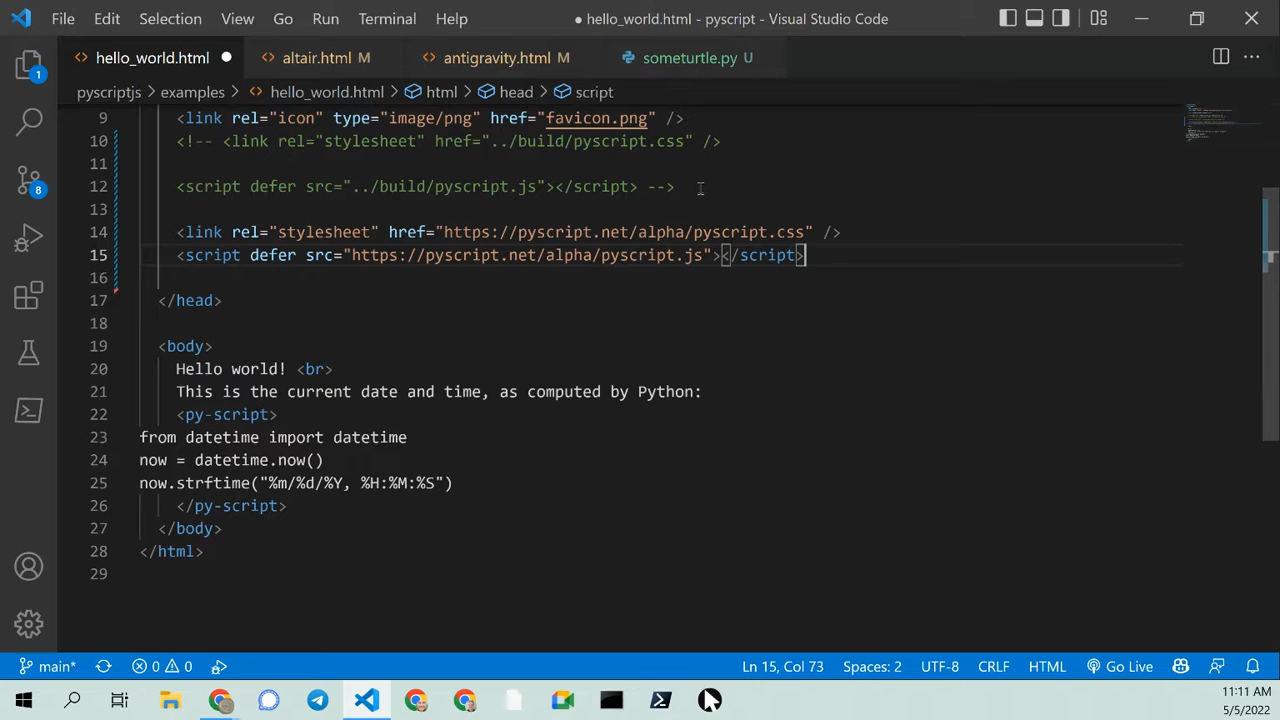 File Edit Selection View Go Run Terminal Help ● hello_world.html - pyscript - Visual Studio Code
<> hello_world.html ● <> altair.html M <> antigravity.html M someturtle.py U ...
pyscriptjs > examples > <> hello_world.html > html > head > script
9 <link rel="icon" type="image/png" href="favicon.png" />
10 <!-- <link rel="stylesheet" href="../build/pyscript.css" />
11
12 <script defer src="../build/pyscript.js"></script> -->
13
14 <link rel="stylesheet" href="https://pyscript.net/alpha/pyscript.css" />
15 <script defer src="https://pyscript.net/alpha/pyscript.js"></script>
16
17 </head>
18
19 <body>
20 Hello world! <br>
21 This is the current date and time, as computed by Python:
22 <py-script>
23 from datetime import datetime
24 now = datetime.now()
25 now.strftime("%m/%d/%Y, %H:%M:%S")
26 </py-script>
27 </body>
28 </html>
29
1
8
main* 0 0 Ln 15, Col 73 Spaces: 2 UTF-8 CRLF HTML Go Live
11:11 AM
5/5/2022